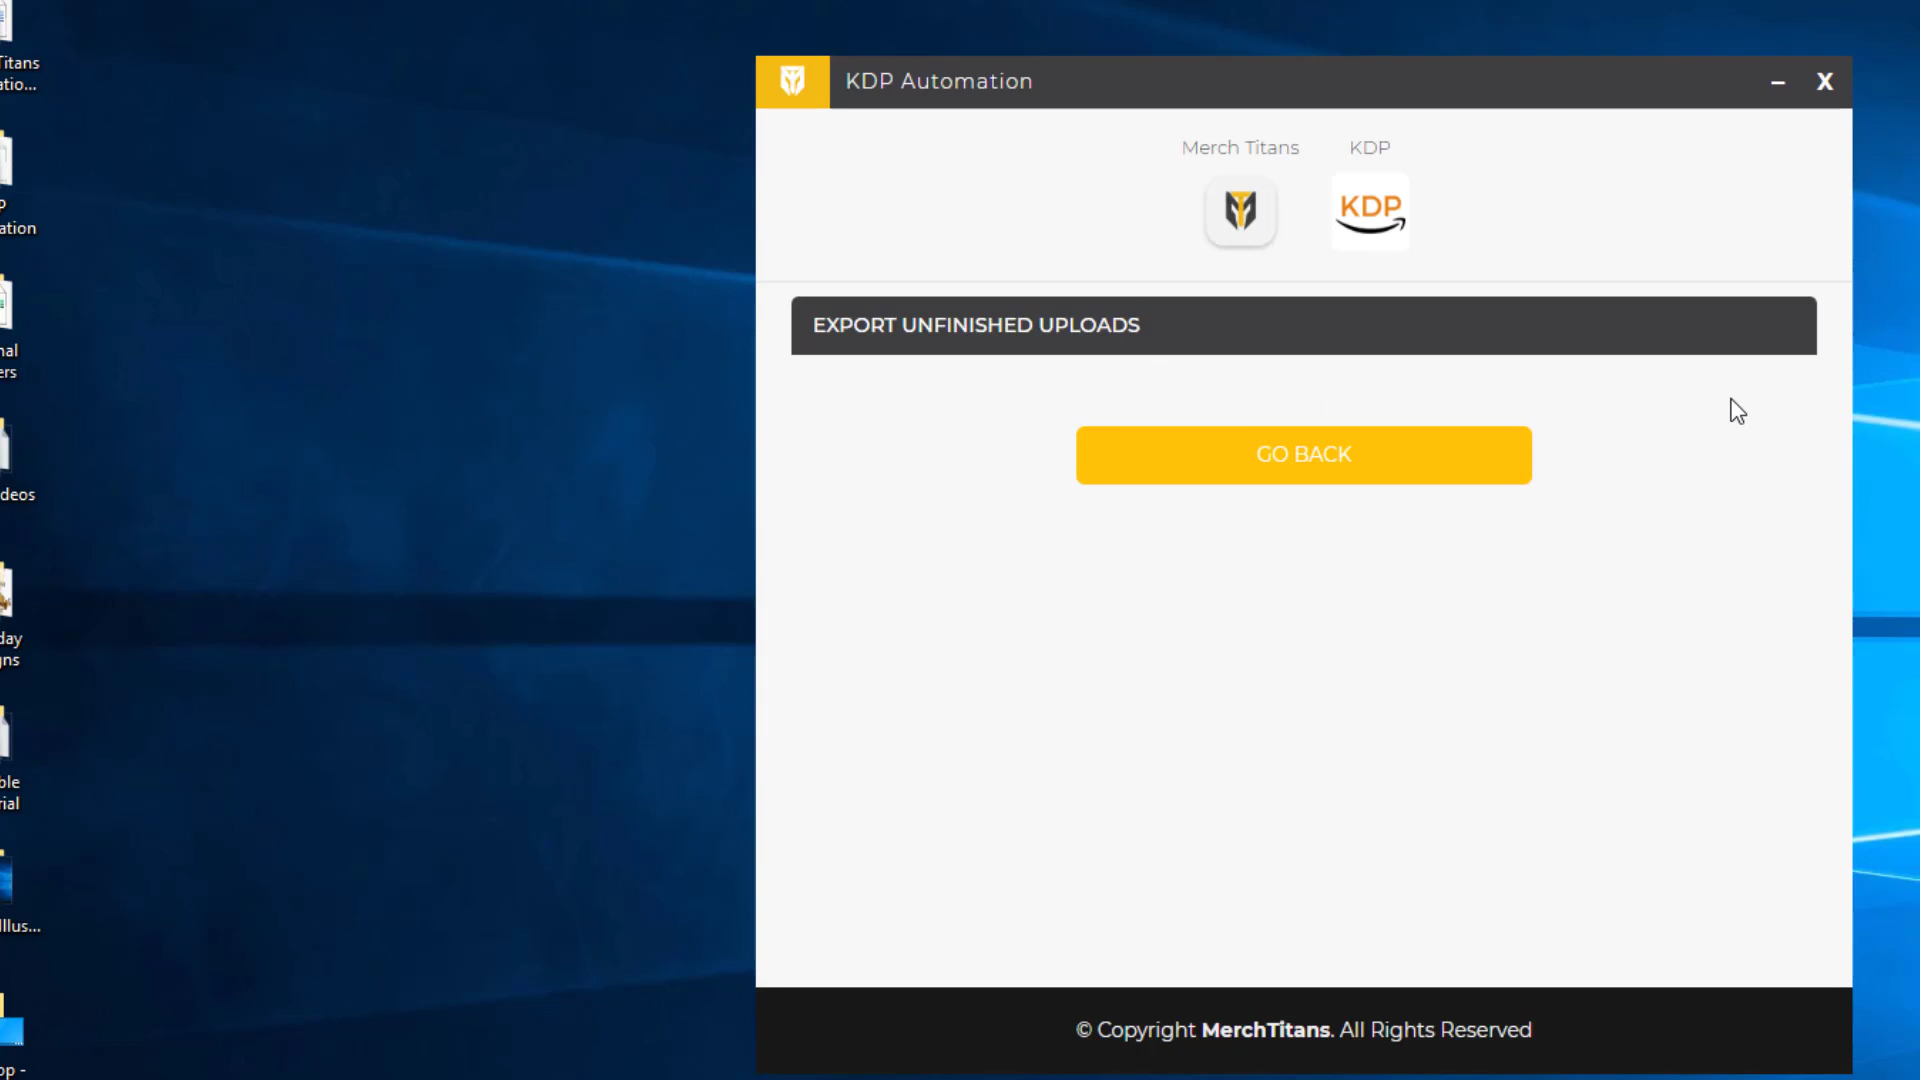 Titans
atio...
ation
nal
ers
deos
day
gns
ble
rial
Illus...
op -
KDP Automation
X
Merch Titans
KDP
KDP
EXPORT UNFINISHED UPLOADS
GO BACK
© Copyright MerchTitans. All Rights Reserved